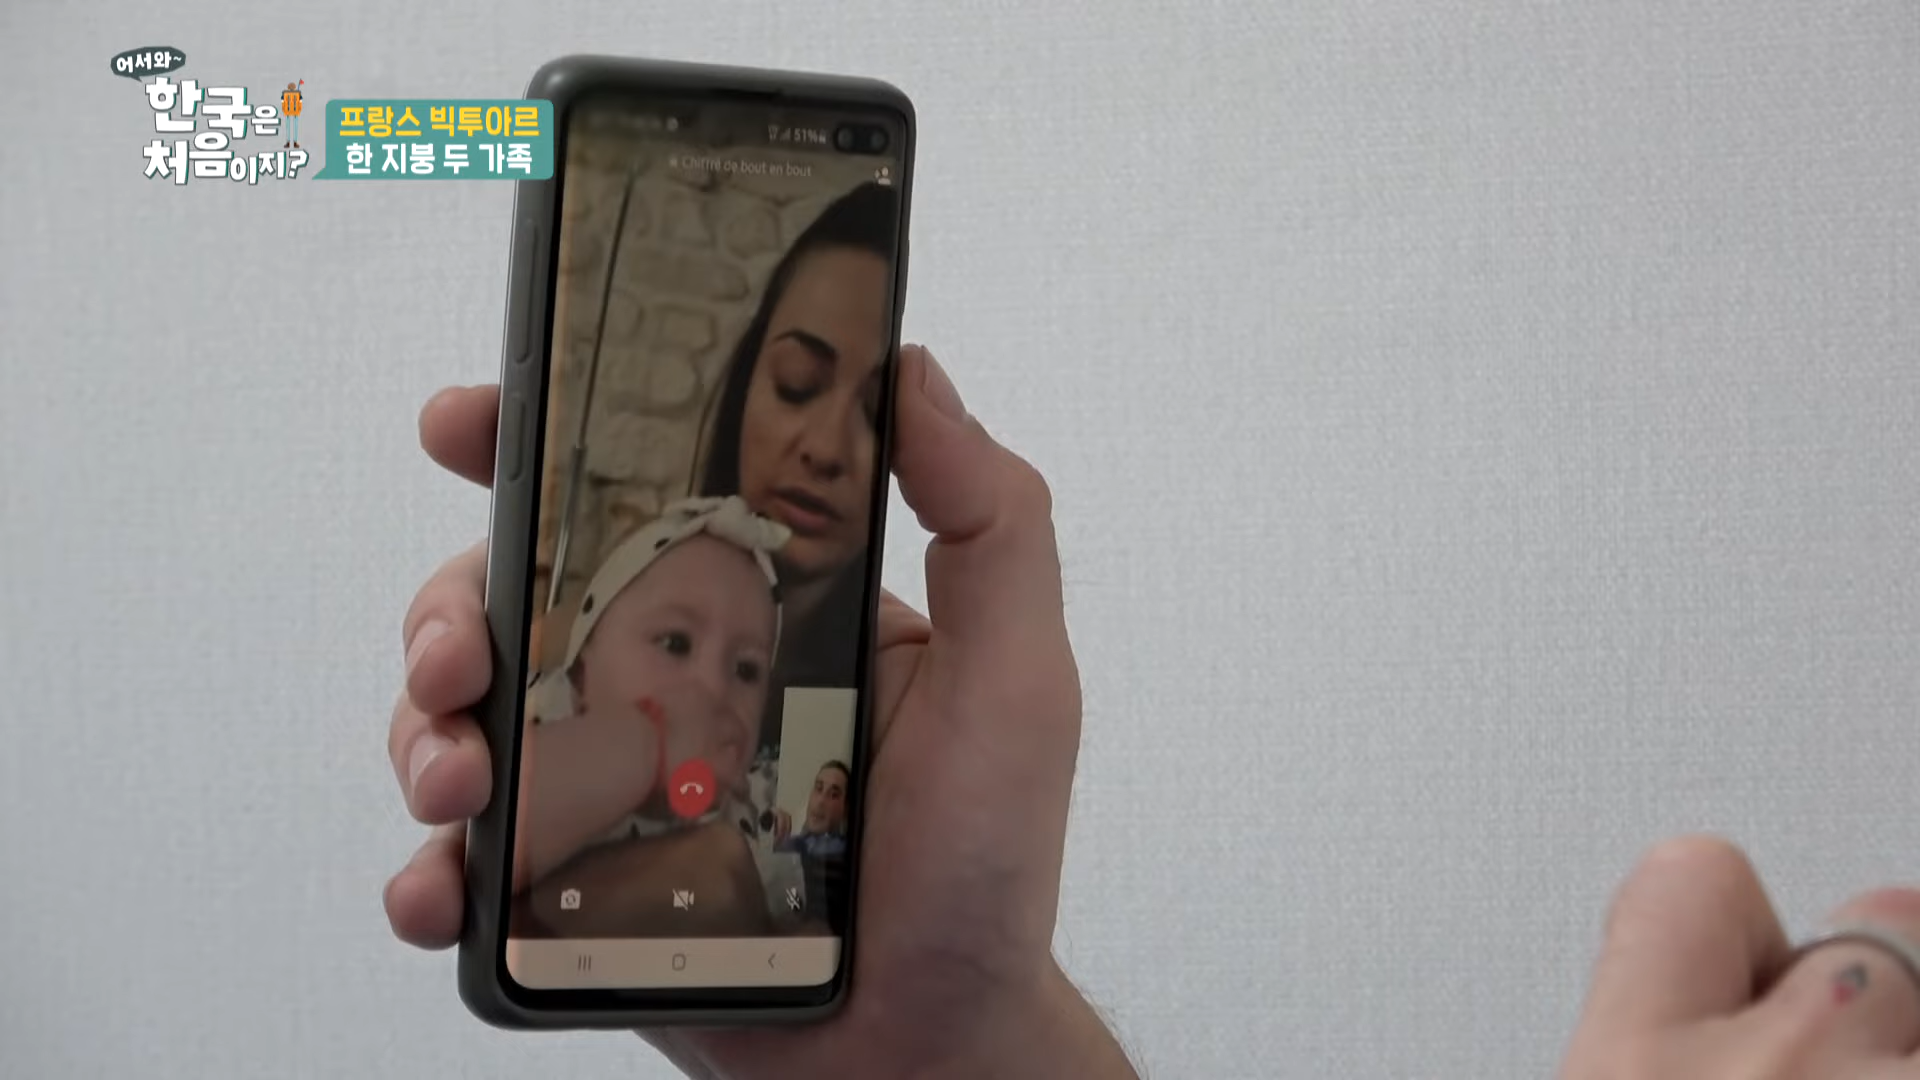 어서와~
한국은
처음이지?
프랑스 빅투아르
한 지붕 두 가족
51%
Chiffré de bout en bout